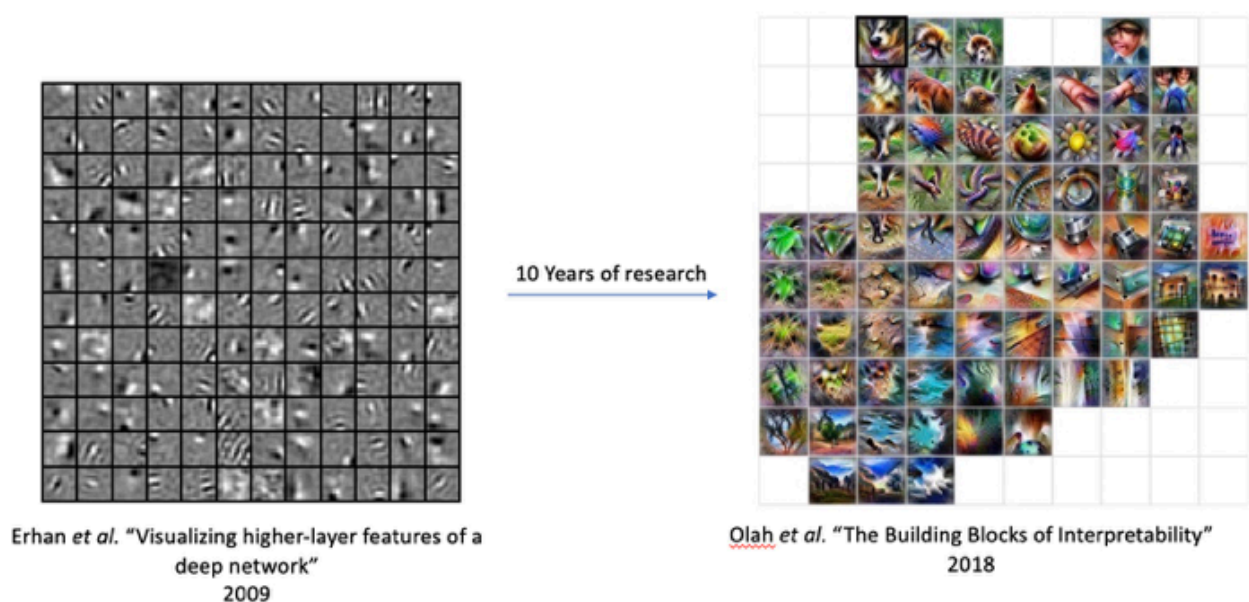 10 Years of research
Erhan et al. “Visualizing higher-layer features of a
deep network”
2009
Olah et al. “The Building Blocks of Interpretability”
2018